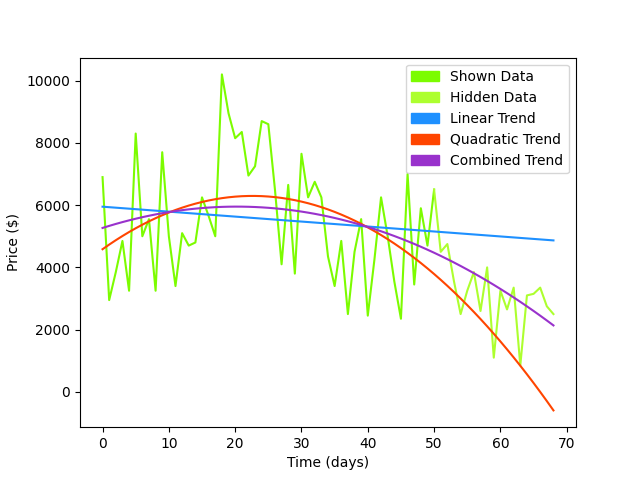 10000
8000
6000
4000
2000
0
Price ($)
0 10 20 30 40 50 60 70
Time (days)
Shown Data
Hidden Data
Linear Trend
Quadratic Trend
Combined Trend